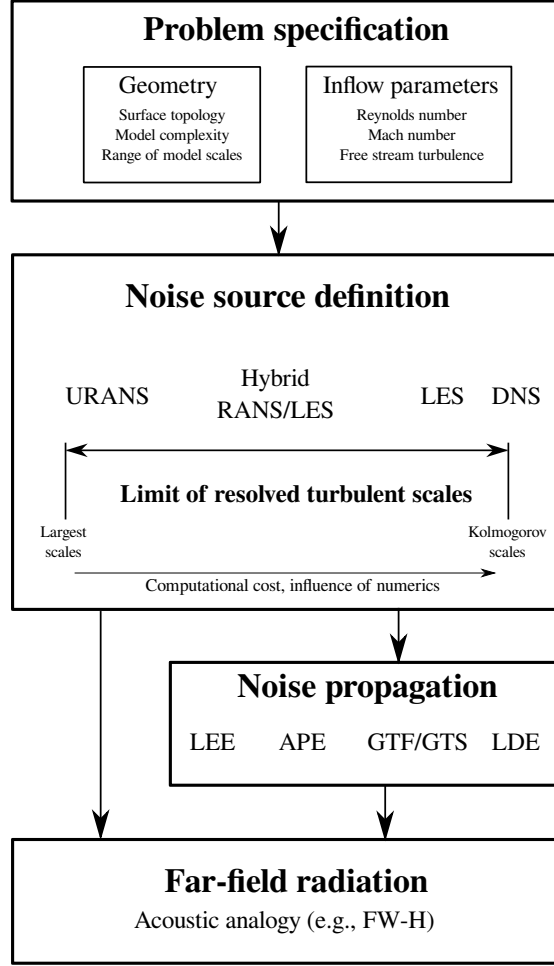 Problem specification
Geometry
Surface topology
Model complexity
Range of model scales
Inflow parameters
Reynolds number
Mach number
Free stream turbulence
Noise source definition
URANS
Hybrid
RANS/LES
LES
DNS
Limit of resolved turbulent scales
Largest
scales
Kolmogorov
scales
Computational cost, influence of numerics
Noise propagation
LEE
APE
GTF/GTS
LDE
Far-field radiation
Acoustic analogy (e.g., FW-H)